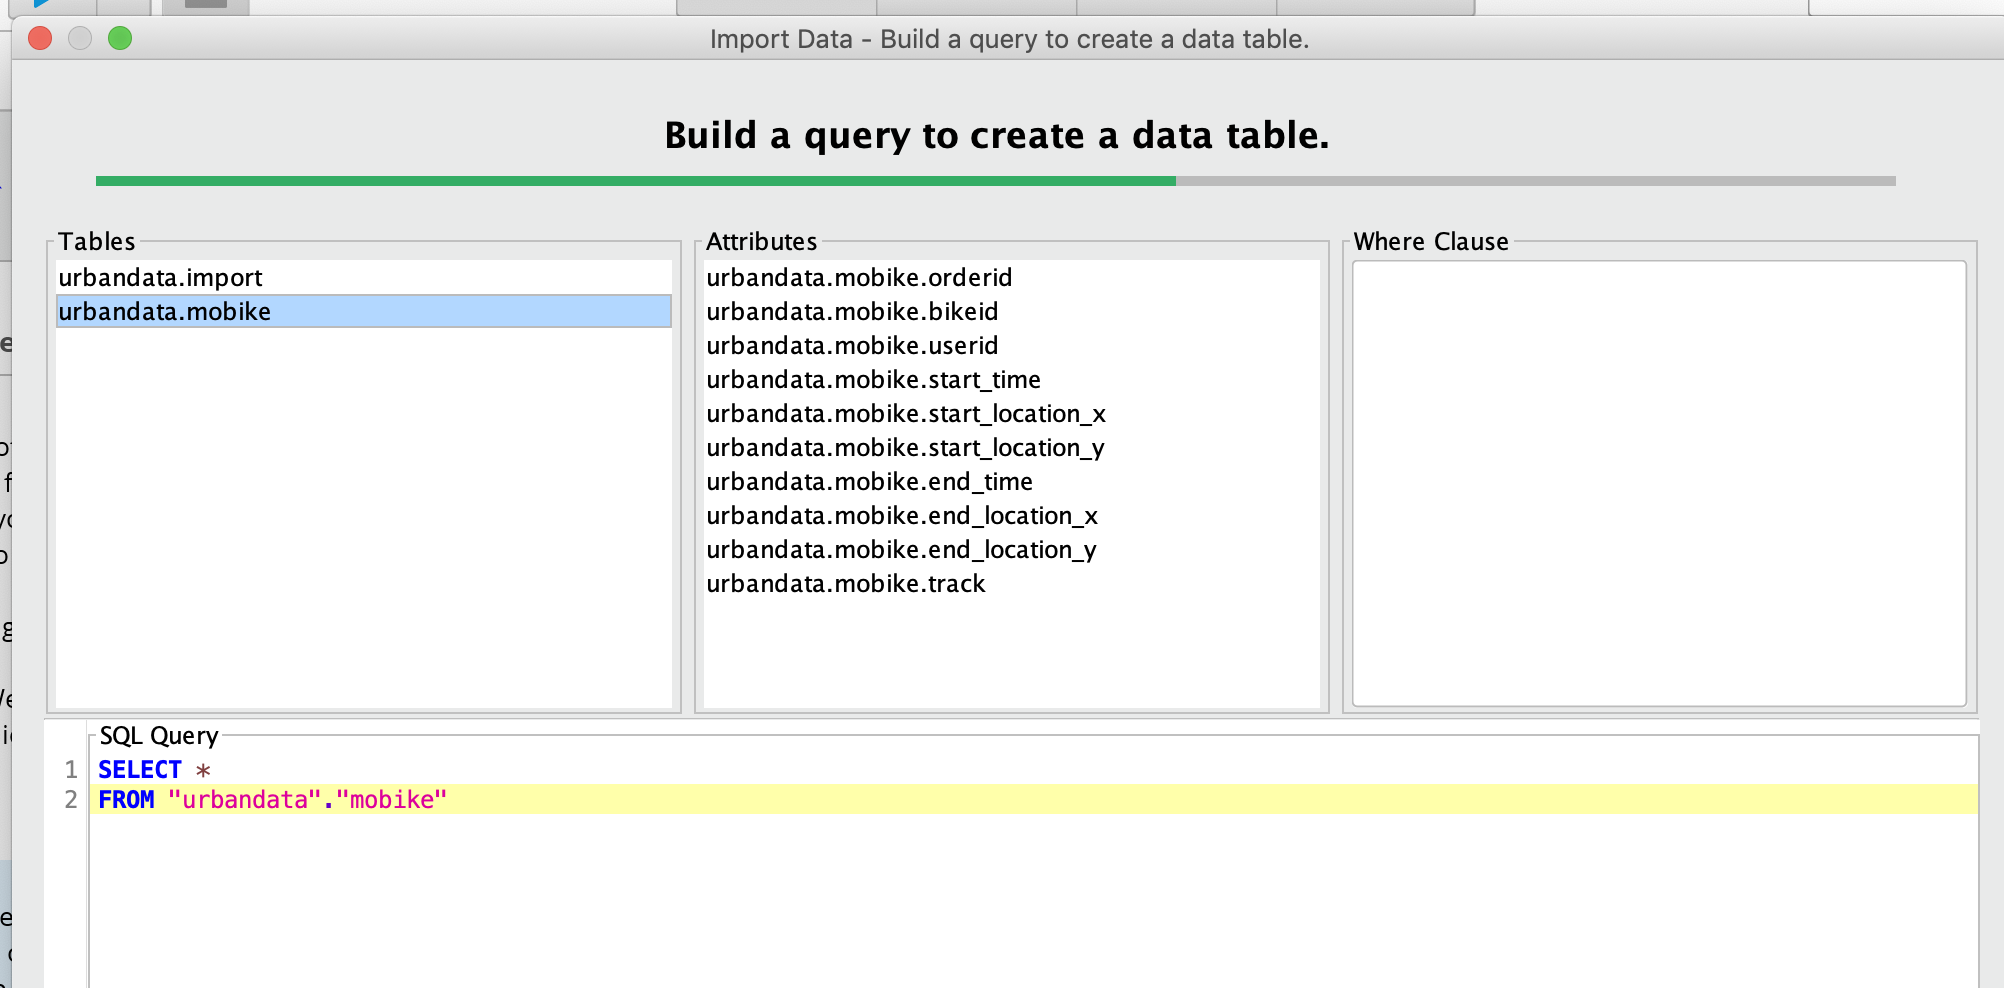 Import Data - Build a query to create a data table.
Build a query to create a data table.
Tables
urbandata.import
urbandata.mobike
Attributes
urbandata.mobike.orderid
urbandata.mobike.bikeid
urbandata.mobike.userid
urbandata.mobike.start_time
urbandata.mobike.start_location_x
urbandata.mobike.start_location_y
urbandata.mobike.end_time
urbandata.mobike.end_location_x
urbandata.mobike.end_location_y
urbandata.mobike.track
Where Clause
SQL Query
1 SELECT *
2 FROM "urbandata"."mobike"